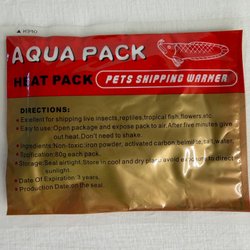 ▲ OPEN
AQUA PACK
HEAT PACK
PETS SHIPPING WARMER
DIRECTIONS:
● Exellent for shipping live insects,reptiles,tropical fish,flowers,etc.
● Easy to use: Open package and expose pack to air. After five minutes give
out heat. Don't need to shake.
● Ingredients:Non-toxic,iron powder, activated carbon,belmite,salt,water.
80g each pack.
● Storage:Seal airtight.Store in cool and dry place avoid exposure to direct
sunlight.
● Date Of Expiration:3 years.
● Production Date:on the seal.